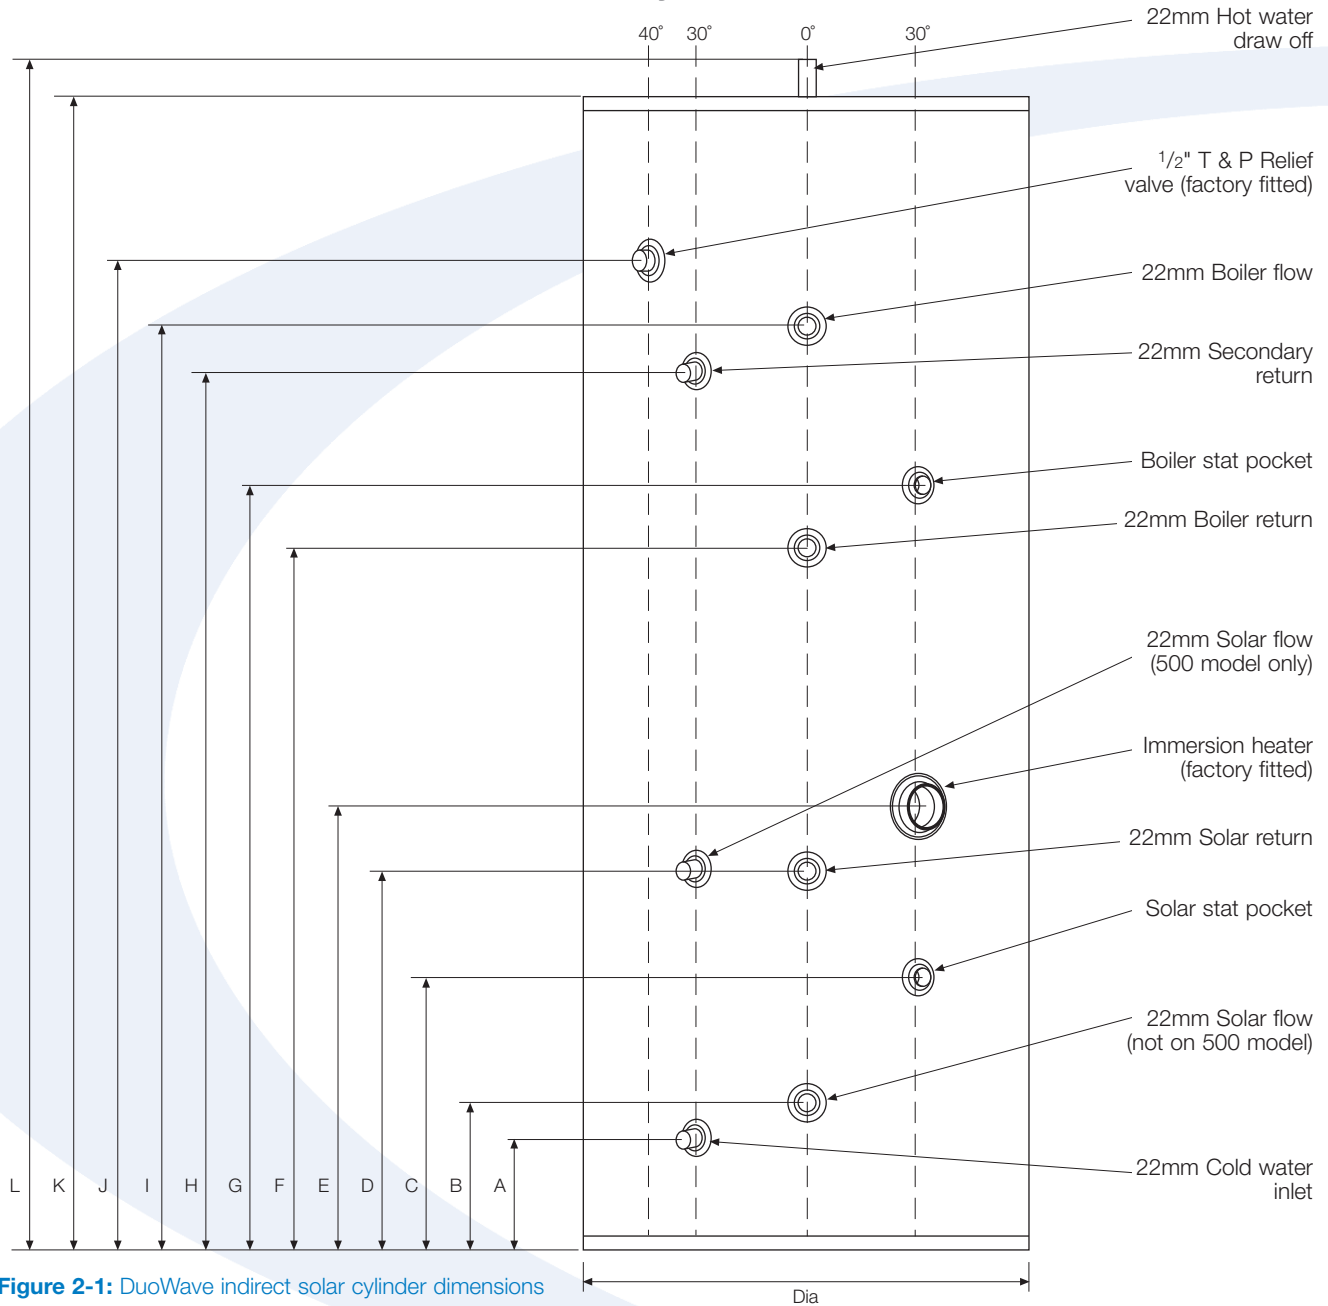 40° 30° 0° 30°
22mm Hot water
draw off
1/2" T & P Relief
valve (factory fitted)
22mm Boiler flow
22mm Secondary
return
Boiler stat pocket
22mm Boiler return
22mm Solar flow
(500 model only)
Immersion heater
(factory fitted)
22mm Solar return
Solar stat pocket
22mm Solar flow
(not on 500 model)
22mm Cold water
inlet
L K J I H G F E D C B A
Figure 2-1: DuoWave indirect solar cylinder dimensions
Dia